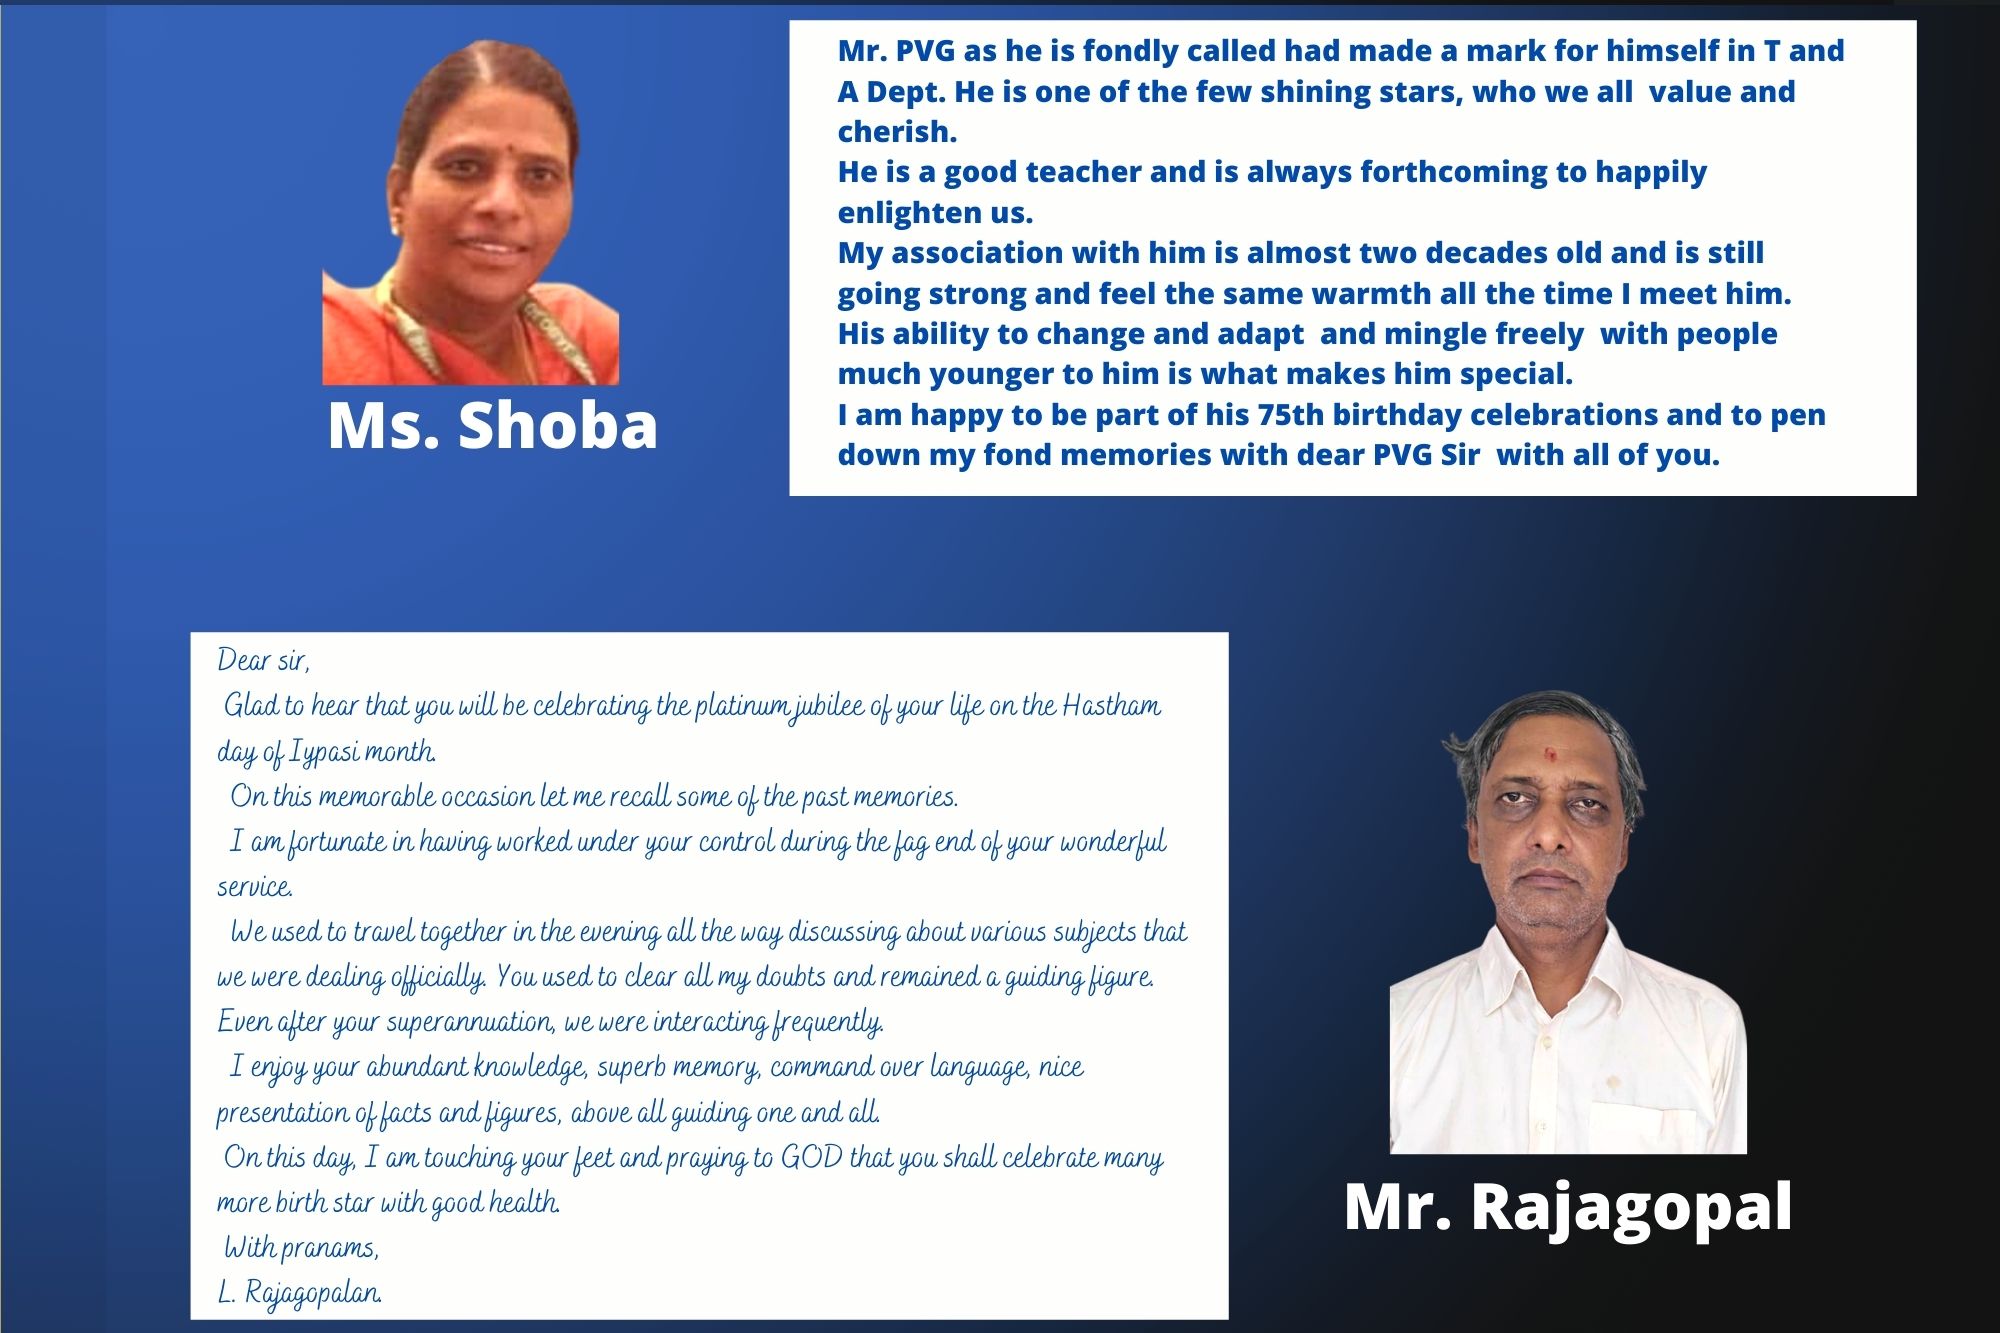 Mr. PVG as he is fondly called had made a mark for himself in T and
A Dept. He is one of the few shining stars, who we all  value and
cherish.
He is a good teacher and is always forthcoming to happily
enlighten us.
My association with him is almost two decades old and is still
going strong and feel the same warmth all the time I meet him.
His ability to change and adapt  and mingle freely  with people
much younger to him is what makes him special.
I am happy to be part of his 75th birthday celebrations and to pen
down my fond memories with dear PVG Sir  with all of you.
Ms. Shoba
Dear sir,
Glad to hear that you will be celebrating the platinum jubilee of your life on the Hastham
day of Iypasi month.
On this memorable occasion let me recall some of the past memories.
I am fortunate in having worked under your control during the fag end of your wonderful
service.
We used to travel together in the evening all the way discussing about various subjects that
we were dealing officially. You used to clear all my doubts and remained a guiding figure.
Even after your superannuation, we were interacting frequently.
I enjoy your abundant knowledge, superb memory, command over language, nice
presentation of facts and figures, above all guiding one and all.
On this day, I am touching your feet and praying to GOD that you shall celebrate many
more birth star with good health.
With pranams,
L. Rajagopalan.
Mr. Rajagopal